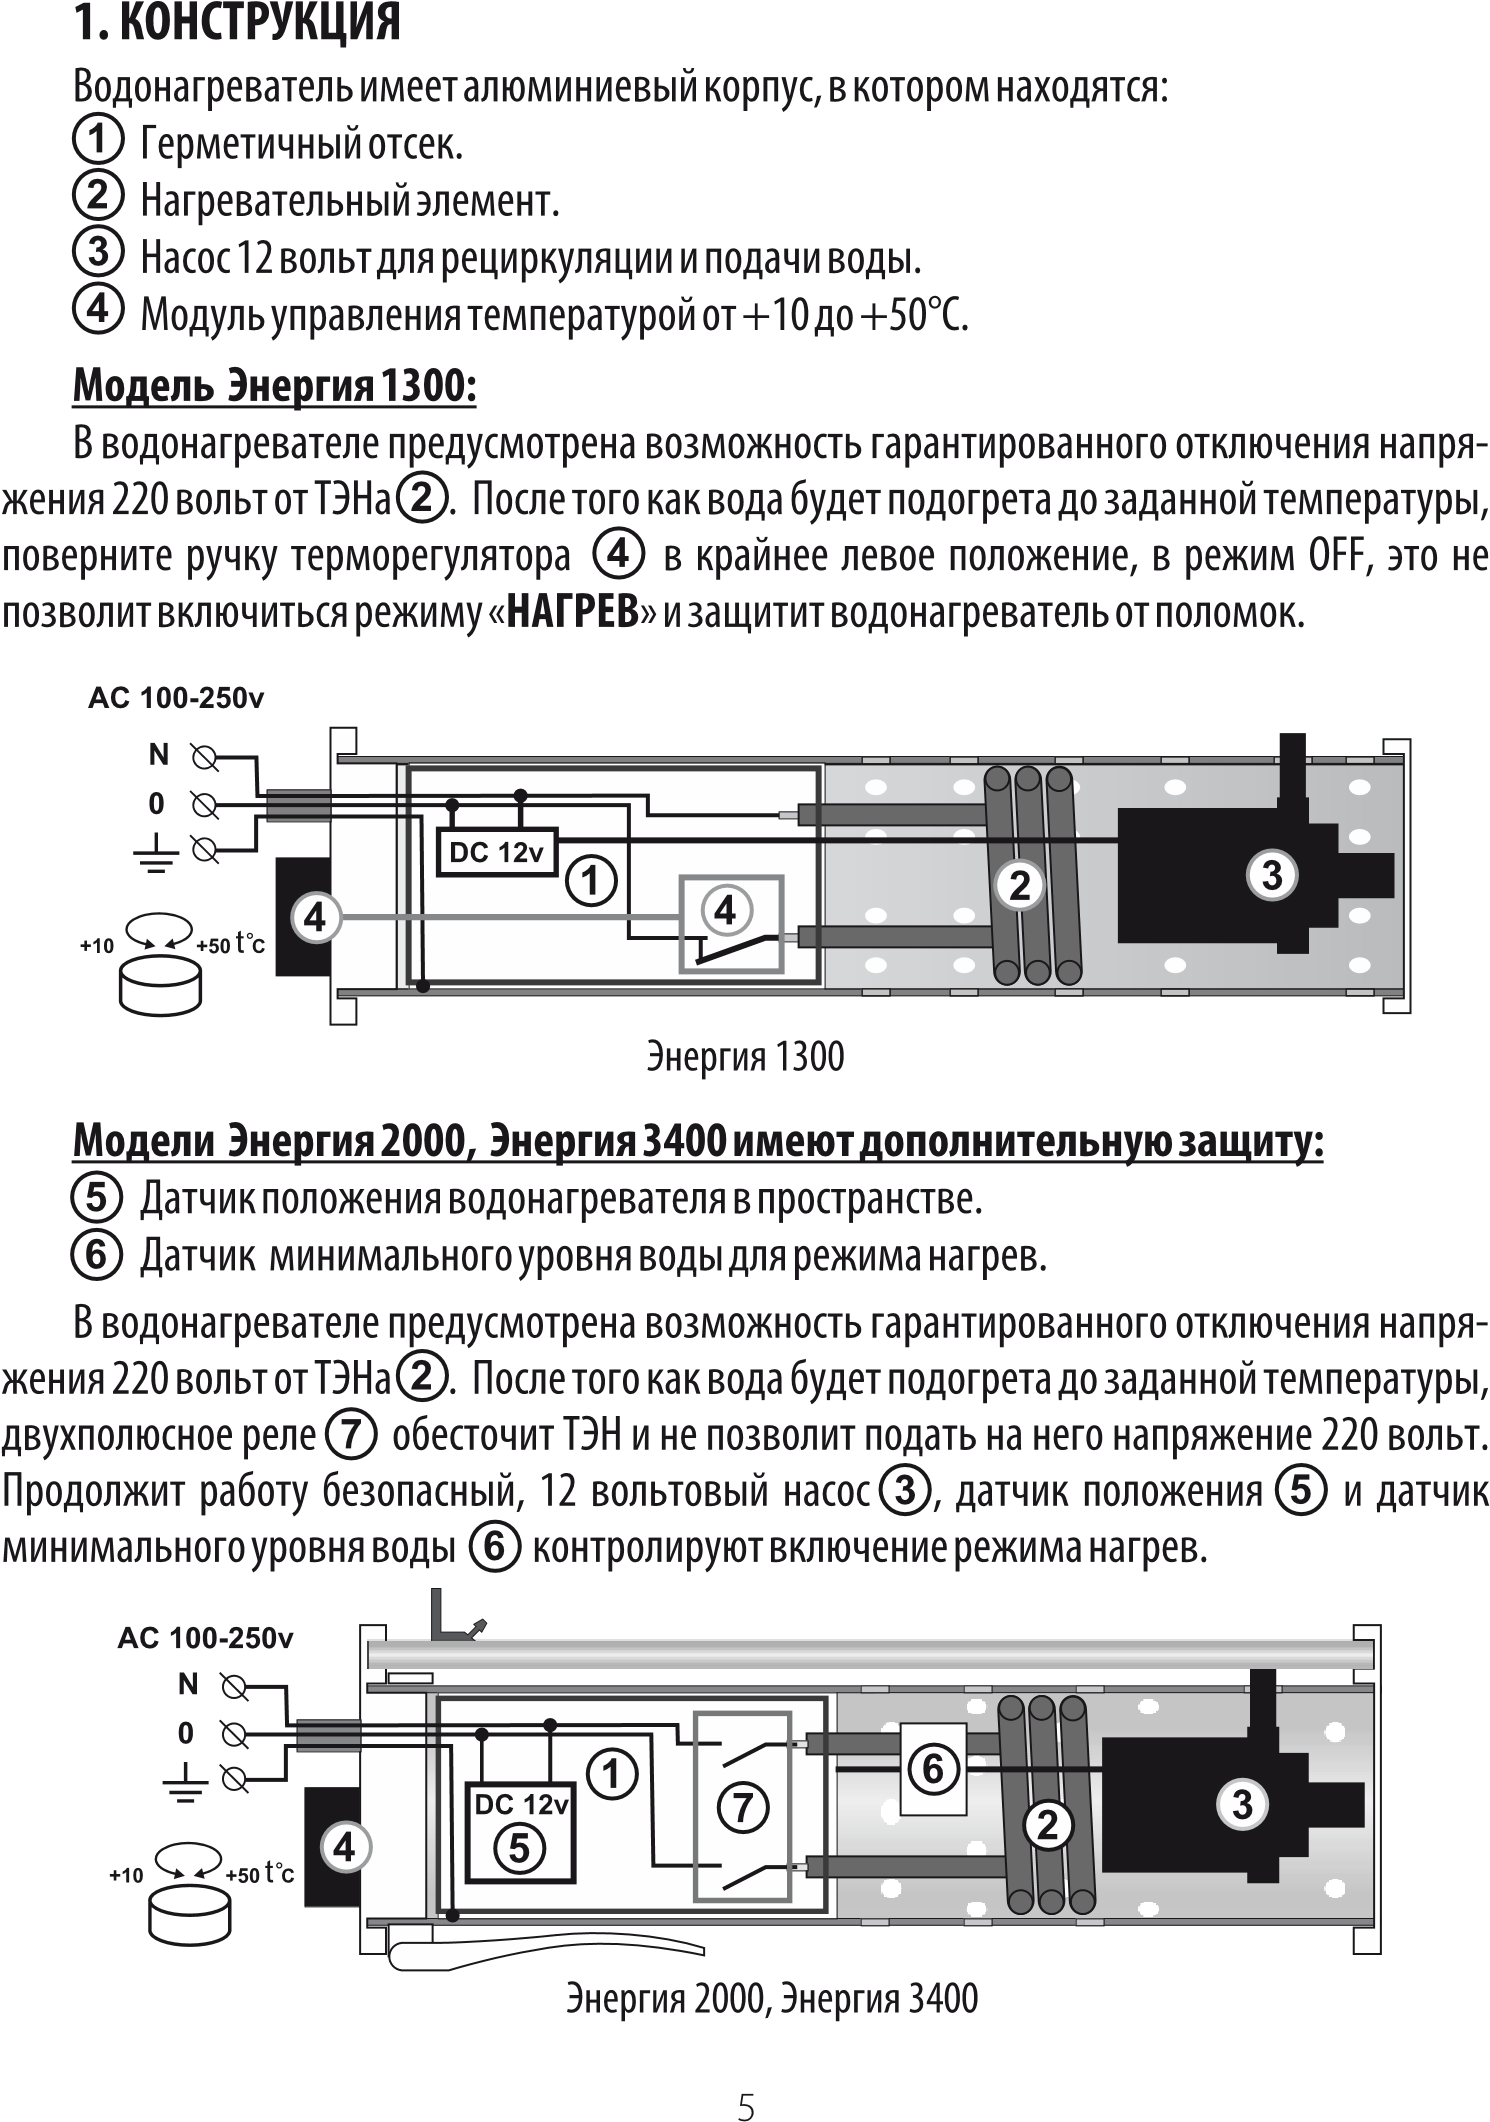 1. КОНСТРУКЦИЯ
Водонагреватель имеет алюминиевый корпус, в котором находятся:
1 Герметичный отсек.
2 Нагревательный элемент.
3 Насос 12 вольт для рециркуляции и подачи воды.
4 Модуль управления температурой от +10 до +50°С.
Модель Энергия 1300:
В водонагревателе предусмотрена возможность гарантированного отключения напря-
жения 220 вольт от ТЭНа 2. После того как вода будет подогрета до заданной температуры,
поверните ручку терморегулятора 4 в крайнее левое положение, в режим OFF, это не
позволит включиться режиму «НАГРЕВ» и защитит водонагреватель от поломок.
AC 100-250v
N
0
DC 12v
1
2
3
4
4
+10
+50 t°C
Энергия 1300
Модели Энергия 2000, Энергия 3400 имеют дополнительную защиту:
5 Датчик положения водонагревателя в пространстве.
6 Датчик минимального уровня воды для режима нагрев.
В водонагревателе предусмотрена возможность гарантированного отключения напря-
жения 220 вольт от ТЭНа 2. После того как вода будет подогрета до заданной температуры,
двухполюсное реле 7 обесточит ТЭН и не позволит подать на него напряжение 220 вольт.
Продолжит работу безопасный, 12 вольтовый насос 3, датчик положения 5 и датчик
минимального уровня воды 6 контролируют включение режима нагрев.
AC 100-250v
N
0
1
6
DC 12v
5
7
2
3
4
+10
+50 t°C
Энергия 2000, Энергия 3400
5